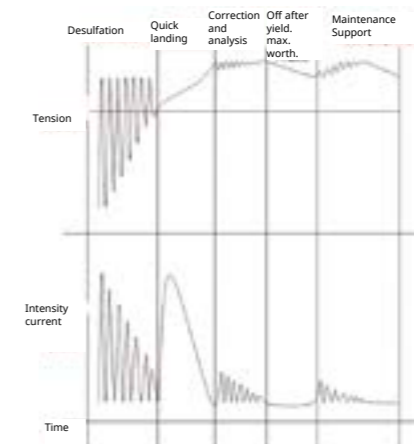 Desulfation
Quick
landing
Correction
and
analysis
Off after
yield.
max.
worth.
Maintenance
Support
Tension
Intensity
current
Time